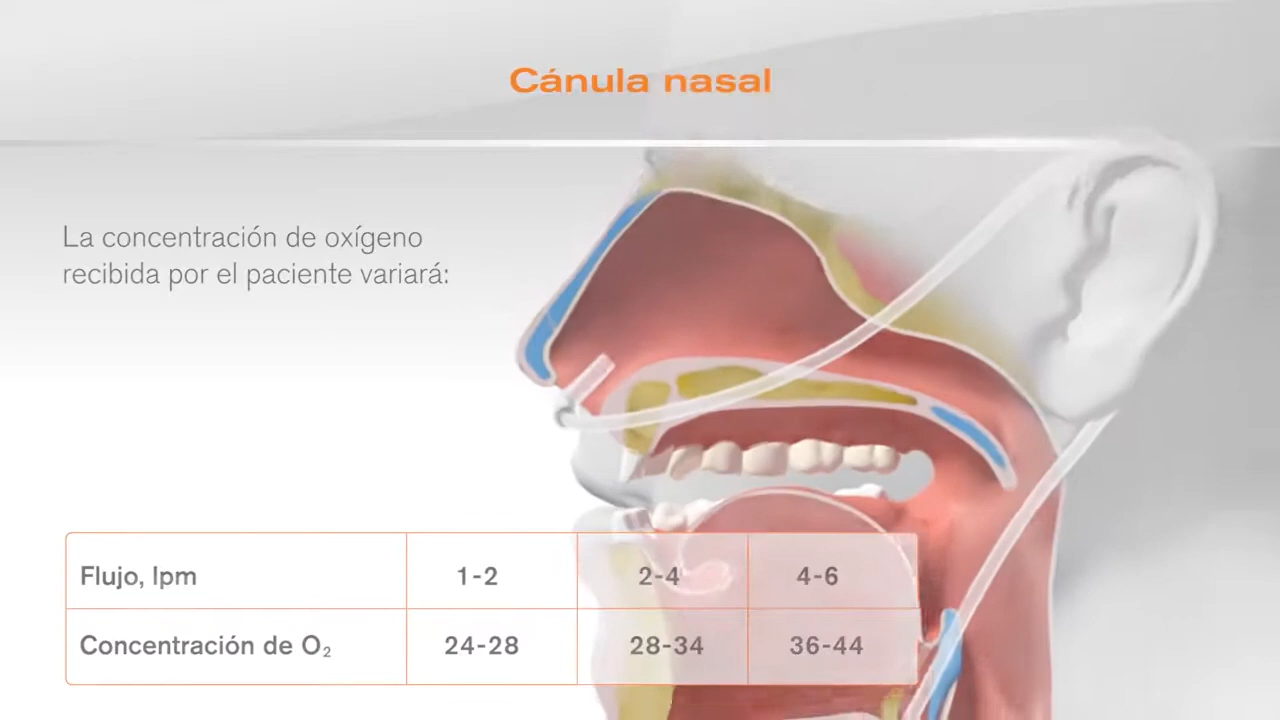 Cánula nasal
La concentración de oxígeno
recibida por el paciente variará:
Flujo, lpm 1-2 2-4 4-6
Concentración de O₂ 24-28 28-34 36-44